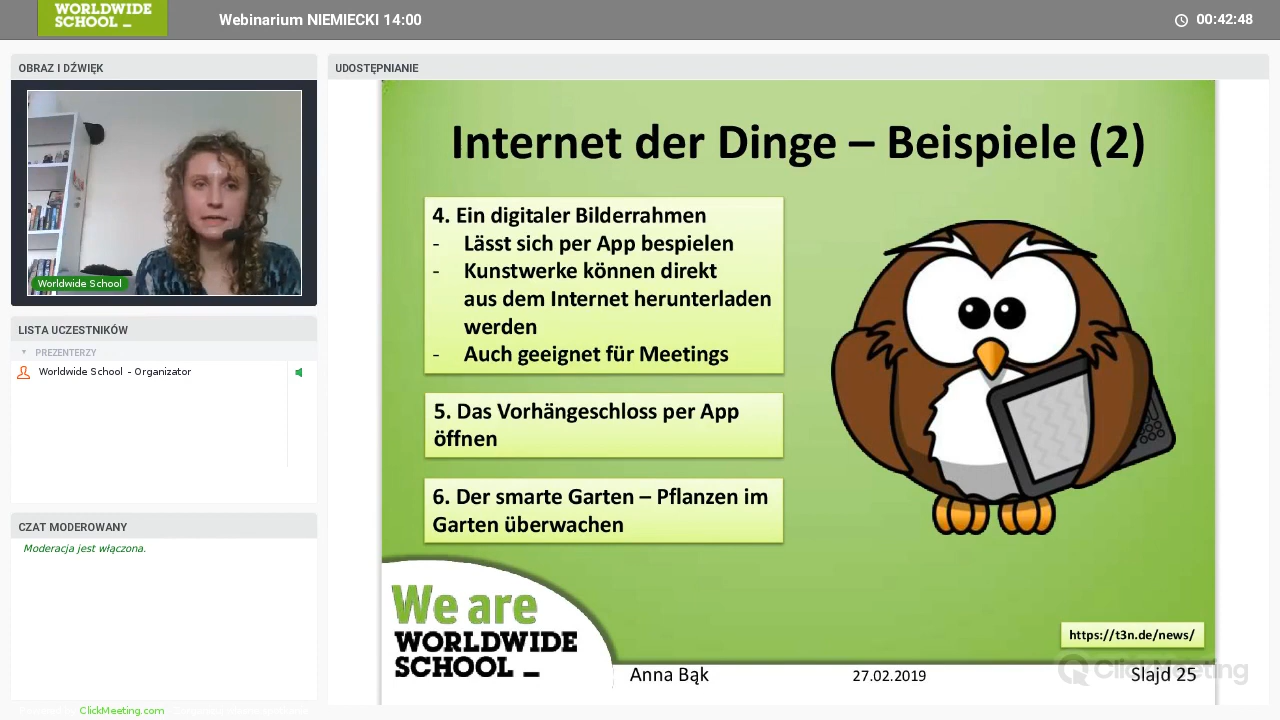 WORLDWIDE
SCHOOL _
Webinarium NIEMIECKI 14:00
00:42:48
OBRAZ I DŹWIĘK
Worldwide School
LISTA UCZESTNIKÓW
PREZENTERZY
Worldwide School - Organizator
CZAT MODEROWANY
Moderacja jest włączona.
ClickMeeting.com
UDOSTĘPNIANIE
Internet der Dinge – Beispiele (2)
4. Ein digitaler Bilderrahmen
- Lässt sich per App bespielen
- Kunstwerke können direkt
aus dem Internet herunterladen
werden
- Auch geeignet für Meetings
5. Das Vorhängeschloss per App
öffnen
6. Der smarte Garten – Pflanzen im
Garten überwachen
We are
WORLDWIDE
SCHOOL _
https://t3n.de/news/
Anna Bąk
27.02.2019
Slajd 25
ClickMeeting